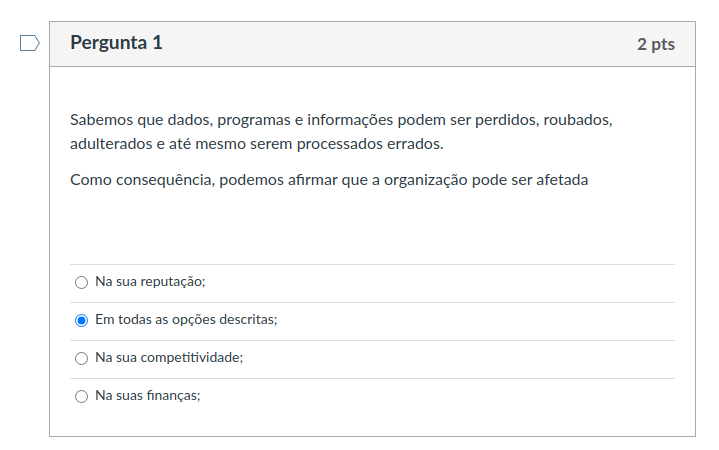 Pergunta 1
2 pts
Sabemos que dados, programas e informações podem ser perdidos, roubados,
adulterados e até mesmo serem processados errados.
Como consequência, podemos afirmar que a organização pode ser afetada
Na sua reputação;
Em todas as opções descritas;
Na sua competitividade;
Na suas finanças;